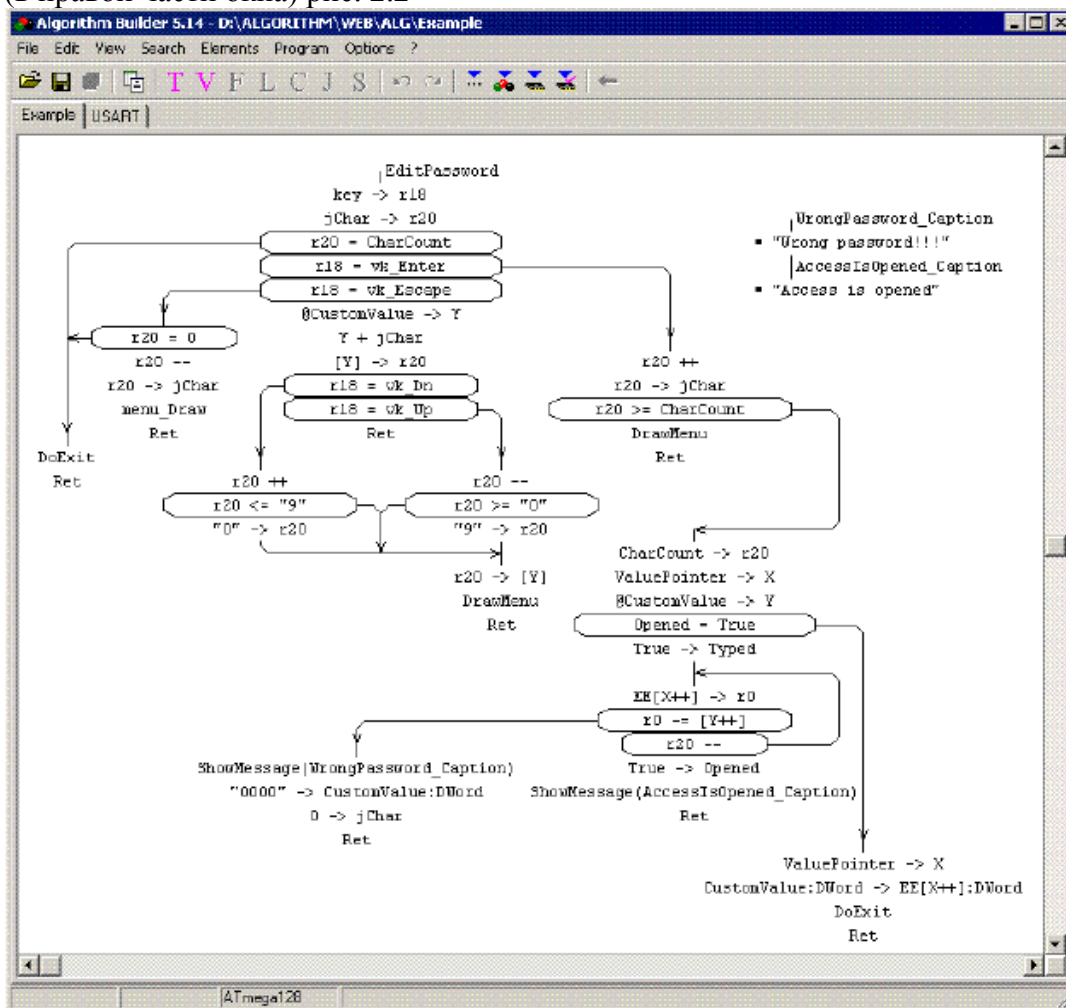 (в правой части окна) рис. 2.2
Algorithm Builder 5.14 - D:\ALGORITHM\WEB\ALG\Example
File Edit View Search Elements Program Options ?
T V F L C J S
Example USART
EditPassword
key -> r18
jChar -> r20
WrongPassword_Caption
r20 = CharCount
"Wrong password!!!"
r18 = vk_Enter
AccessIsOpened_Caption
r18 = vk_Escape
"Access is opened"
@CustomValue -> Y
r20 = 0
Y + jChar
r20 --
[Y] -> r20
r20 ++
r20 -> jChar
r18 = vk_Dn
r20 -> jChar
menu_Draw
r18 = vk_Up
r20 >= CharCount
Ret
Ret
DrawMenu
DoExit
Ret
Ret
r20 ++
r20 --
r20 <= "9"
r20 >= "0"
"0" -> r20
"9" -> r20
CharCount -> r20
r20 -> [Y]
ValuePointer -> X
DrawMenu
@CustomValue -> Y
Ret
Opened = True
True -> Typed
EE[X++] -> r0
r0 -= [Y++]
r20 --
ShowMessage(WrongPassword_Caption)
True -> Opened
"0000" -> CustomValue:DWord
ShowMessage(AccessIsOpened_Caption)
0 -> jChar
Ret
Ret
ValuePointer -> X
CustomValue:DWord -> EE[X++]:DWord
DoExit
Ret
ATmega128